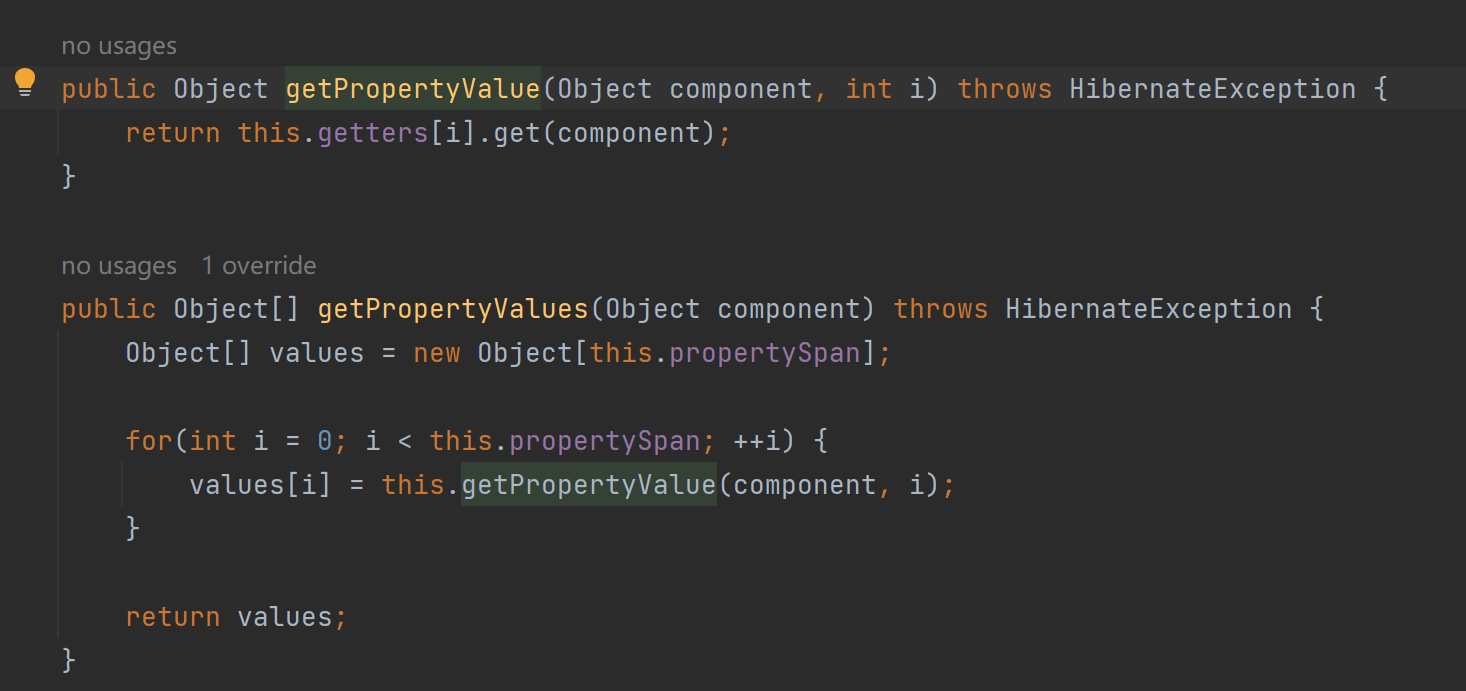 no usages
public Object getPropertyValue(Object component, int i) throws HibernateException {
return this.getters[i].get(component);
}
no usages 1 override
public Object[] getPropertyValues(Object component) throws HibernateException {
Object[] values = new Object[this.propertySpan];
for(int i = 0; i < this.propertySpan; ++i) {
values[i] = this.getPropertyValue(component, i);
}
return values;
}